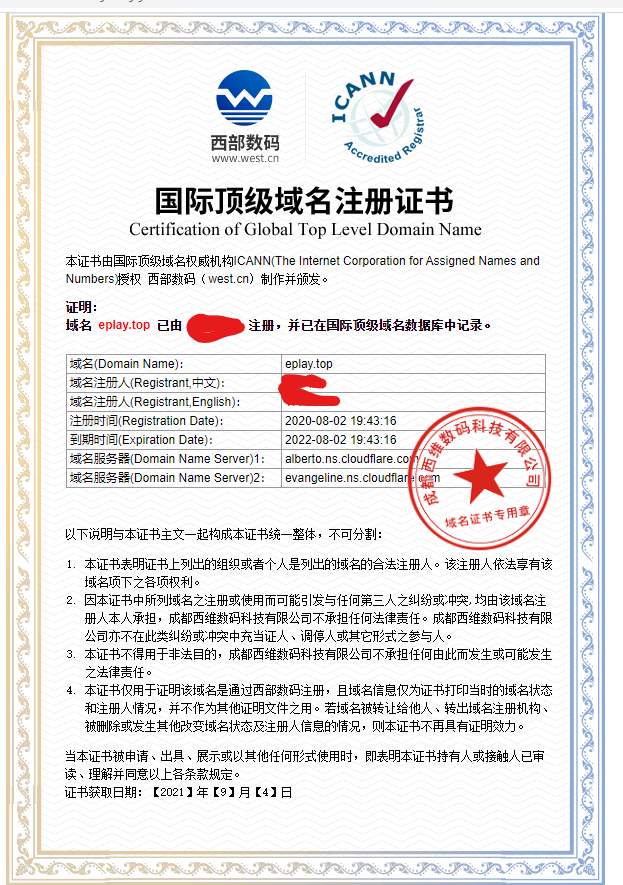 西部数码
www.west.cn
ICANN
Accredited Registrar
国际顶级域名注册证书
Certification of Global Top Level Domain Name
本证书由国际顶级域名权威机构ICANN(The Internet Corporation for Assigned Names and
Numbers)授权 西部数码（west.cn）制作并颁发。
证明：
域名 eplay.top 已由 注册，并已在国际顶级域名数据库中记录。
域名(Domain Name)： eplay.top
域名注册人(Registrant,中文)：
域名注册人(Registrant,English)：
注册时间(Registration Date)： 2020-08-02 19:43:16
到期时间(Expiration Date)： 2022-08-02 19:43:16
域名服务器(Domain Name Server)1： alberto.ns.cloudflare.com
域名服务器(Domain Name Server)2： evangeline.ns.cloudflare.com
成都西维数码科技有限公司
域名证书专用章
以下说明与本证书主文一起构成本证书统一整体，不可分割：
1. 本证书表明证书上列出的组织或者个人是列出的域名的合法注册人。该注册人依法享有该
域名项下之各项权利。
2. 因本证书中所列域名之注册或使用而可能引发与任何第三人之纠纷或冲突，均由该域名注
册人本人承担，成都西维数码科技有限公司不承担任何法律责任。成都西维数码科技有限公
司亦不在此类纠纷或冲突中充当证人、调停人或其它形式之参与人。
3. 本证书不得用于非法目的，成都西维数码科技有限公司不承担任何由此而发生或可能发生
之法律责任。
4. 本证书仅用于证明该域名是通过西部数码注册，且域名信息仅为证书打印当时的域名状态
和注册人情况，并不作为其他证明文件之用。若域名被转让给他人、转出域名注册机构、
被删除或发生其他改变域名状态及注册人信息的情况，则本证书不再具有证明效力。
当本证书被申请、出具、展示或以其他任何形式使用时，即表明本证书持有人或接触人已审
读、理解并同意以上各条款规定。
证书获取日期：【2021】年【9】月【4】日